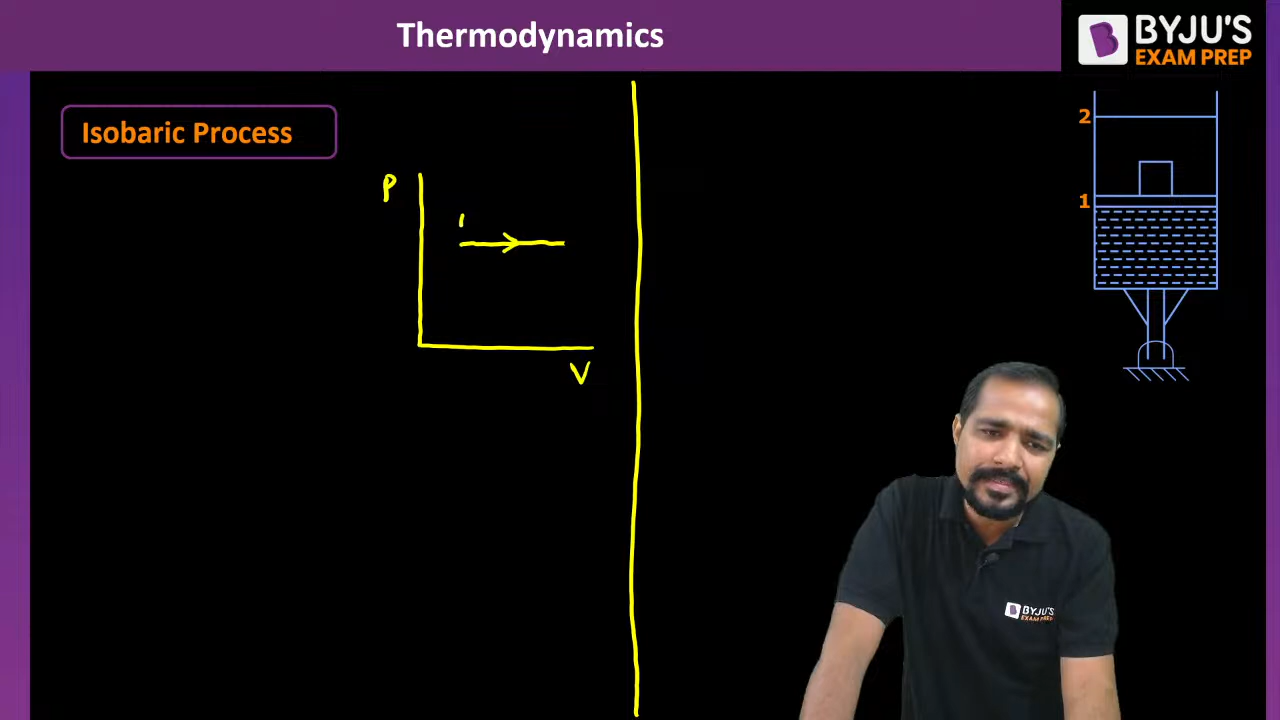 Thermodynamics
BYJU'S
EXAM PREP
Isobaric Process
P
1
V
2
1
BYJU'S
EXAM PREP